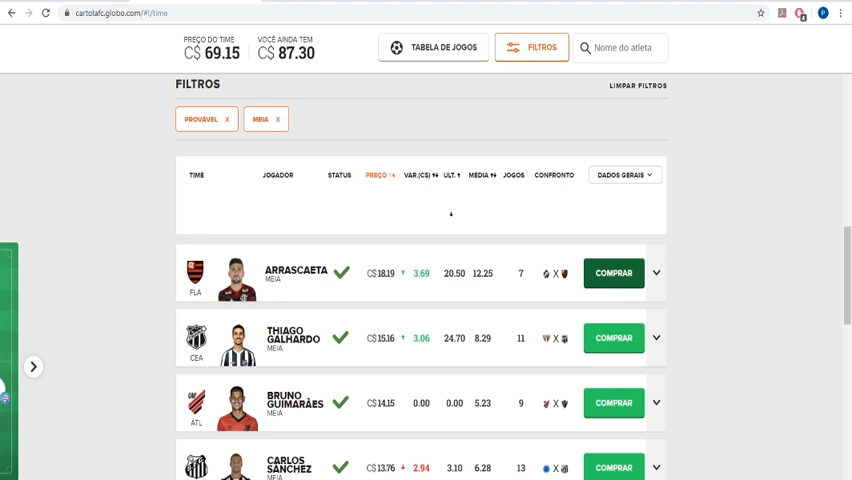 cartolafc.globo.com/#!/time
PREÇO DO TIME
C$ 69.15
VOCÊ AINDA TEM
C$ 87.30
TABELA DE JOGOS
FILTROS
Nome do atleta
FILTROS
LIMPAR FILTROS
PROVÁVEL X
MEIA X
TIME JOGADOR STATUS PREÇO VAR.(C$) ULT. MÉDIA JOGOS CONFRONTO DADOS GERAIS
ARRASCAETA
MEIA
FLA
C$ 18.19 3.69 20.50 12.25 7 X COMPRAR
THIAGO
GALHARDO
MEIA
CEA
C$ 15.16 3.06 24.70 8.29 11 X COMPRAR
BRUNO
GUIMARÃES
MEIA
ATL
C$ 14.15 0.00 0.00 5.23 9 X COMPRAR
CARLOS
SANCHEZ
MEIA
C$ 13.76 2.94 3.10 6.28 13 X COMPRAR